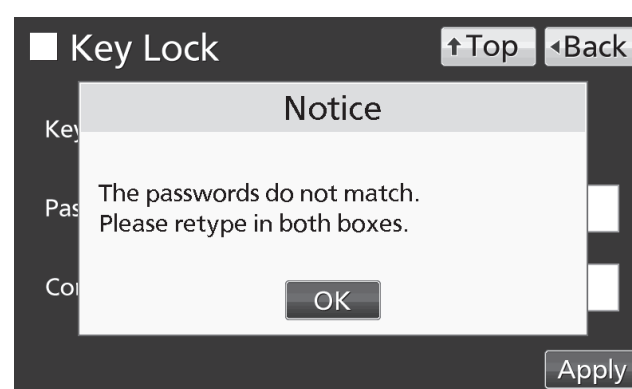 Key Lock
↑Top
◂Back
Notice
The passwords do not match.
Please retype in both boxes.
OK
Apply